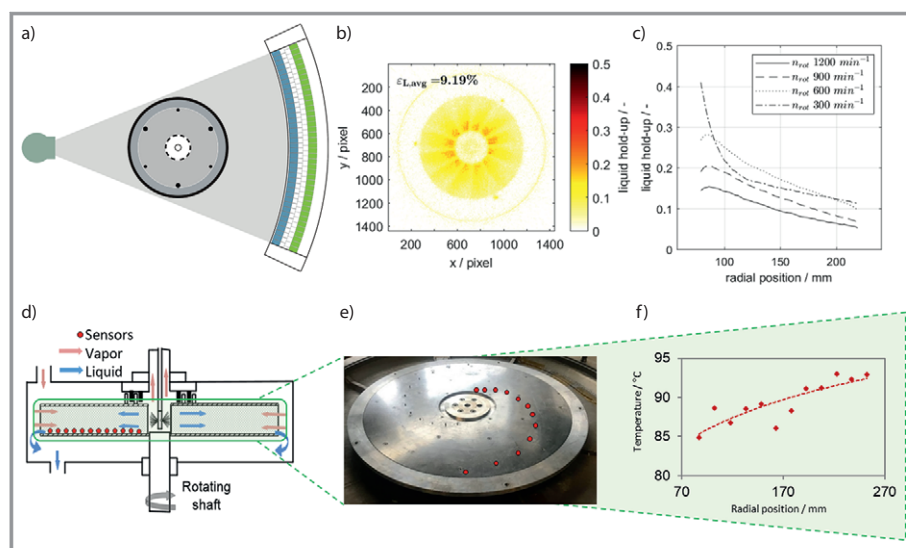 a)
b)
ε_L,avg =9.19%
0
200
400
600
800
1000
1200
1400
y / pixel
200 600 1000 1400
x / pixel
0.5
0.4
0.3
0.2
0.1
0
liquid hold-up / -
c)
n_rot 1200 min⁻¹
n_rot 900 min⁻¹
n_rot 600 min⁻¹
n_rot 300 min⁻¹
0.5
0.4
0.3
0.2
0.1
0
liquid hold-up / -
50 100 150 200
radial position / mm
d)
Sensors
Vapor
Liquid
Rotating
shaft
e)
f)
95
90
85
80
Temperature / °C
70 170 270
Radial position / mm